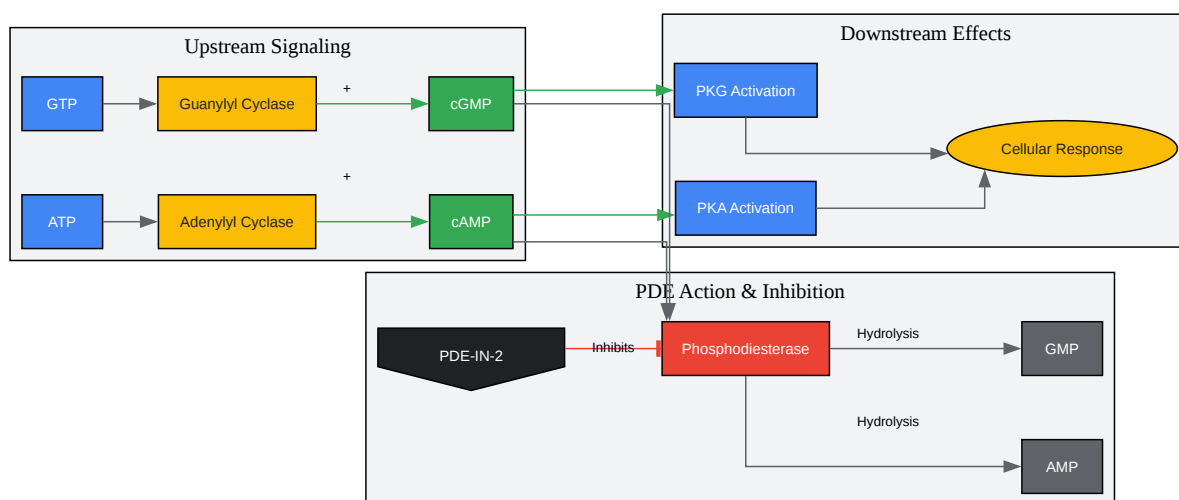 Upstream Signaling
GTP
Guanylyl Cyclase
+
cGMP
ATP
Adenylyl Cyclase
+
cAMP
Downstream Effects
PKG Activation
PKA Activation
Cellular Response
PDE Action & Inhibition
PDE-IN-2
Inhibits
Phosphodiesterase
Hydrolysis
GMP
Hydrolysis
AMP